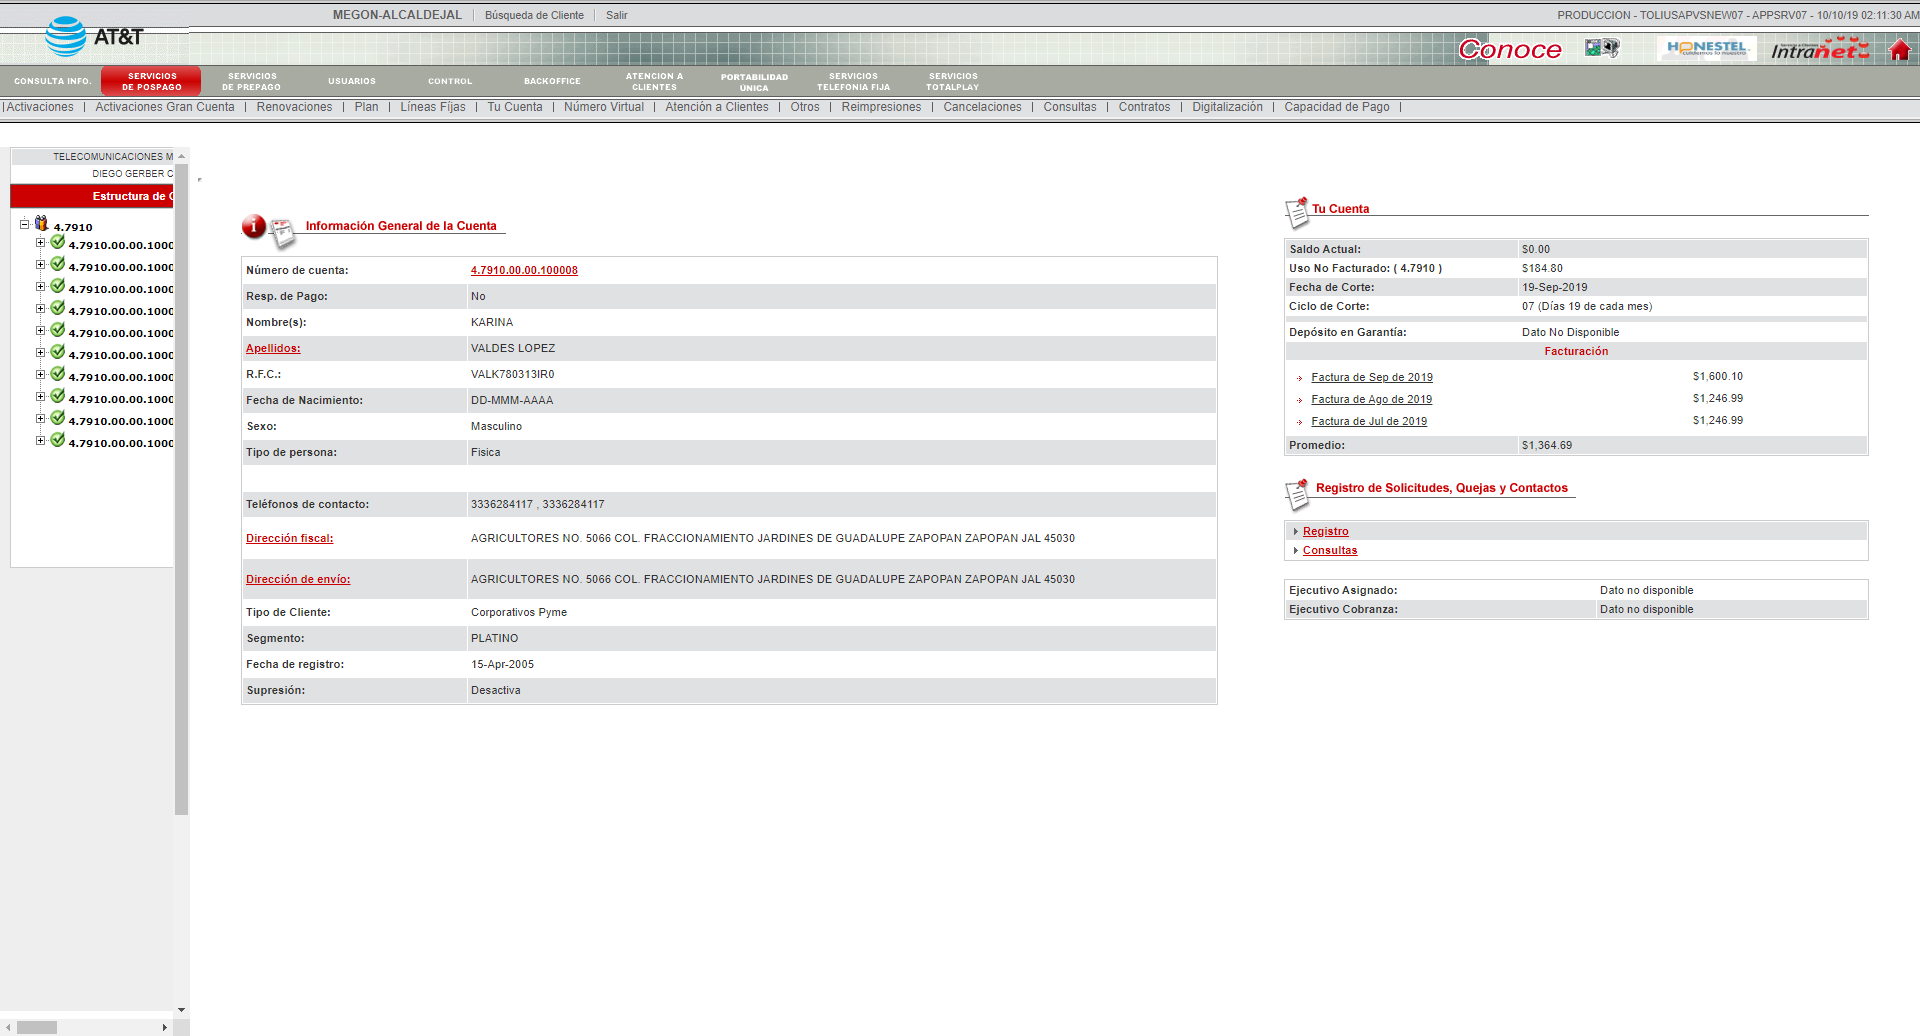 MEGON-ALCALDEJAL | Búsqueda de Cliente | Salir
PRODUCCION - TOLIUSAPVSNEW07 - APPSRV07 - 10/10/19 02:11:30 AM
AT&T
Conoce
HONESTEL
Intranet
CONSULTA INFO.
SERVICIOS DE POSPAGO
SERVICIOS DE PREPAGO
USUARIOS
CONTROL
BACKOFFICE
ATENCION A CLIENTES
PORTABILIDAD ÚNICA
SERVICIOS TELEFONIA FIJA
SERVICIOS TOTALPLAY
|Activaciones | Activaciones Gran Cuenta | Renovaciones | Plan | Líneas Fíjas | Tu Cuenta | Número Virtual | Atención a Clientes | Otros | Reimpresiones | Cancelaciones | Consultas | Contratos | Digitalización | Capacidad de Pago |
TELECOMUNICACIONES M
DIEGO GERBER C
Estructura de
4.7910
4.7910.00.00.1000
4.7910.00.00.1000
4.7910.00.00.1000
4.7910.00.00.1000
4.7910.00.00.1000
4.7910.00.00.1000
4.7910.00.00.1000
4.7910.00.00.1000
4.7910.00.00.1000
4.7910.00.00.1000
Información General de la Cuenta
Número de cuenta: 4.7910.00.00.100008
Resp. de Pago: No
Nombre(s): KARINA
Apellidos: VALDES LOPEZ
R.F.C.: VALK780313IR0
Fecha de Nacimiento: DD-MMM-AAAA
Sexo: Masculino
Tipo de persona: Fisica
Teléfonos de contacto: 3336284117 , 3336284117
Dirección fiscal: AGRICULTORES NO. 5066 COL. FRACCIONAMIENTO JARDINES DE GUADALUPE ZAPOPAN ZAPOPAN JAL 45030
Dirección de envío: AGRICULTORES NO. 5066 COL. FRACCIONAMIENTO JARDINES DE GUADALUPE ZAPOPAN ZAPOPAN JAL 45030
Tipo de Cliente: Corporativos Pyme
Segmento: PLATINO
Fecha de registro: 15-Apr-2005
Supresión: Desactiva
Tu Cuenta
Saldo Actual: $0.00
Uso No Facturado: ( 4.7910 ) $184.80
Fecha de Corte: 19-Sep-2019
Ciclo de Corte: 07 (Días 19 de cada mes)
Depósito en Garantía: Dato No Disponible
Facturación
Factura de Sep de 2019 $1,600.10
Factura de Ago de 2019 $1,246.99
Factura de Jul de 2019 $1,246.99
Promedio: $1,364.69
Registro de Solicitudes, Quejas y Contactos
Registro
Consultas
Ejecutivo Asignado: Dato no disponible
Ejecutivo Cobranza: Dato no disponible